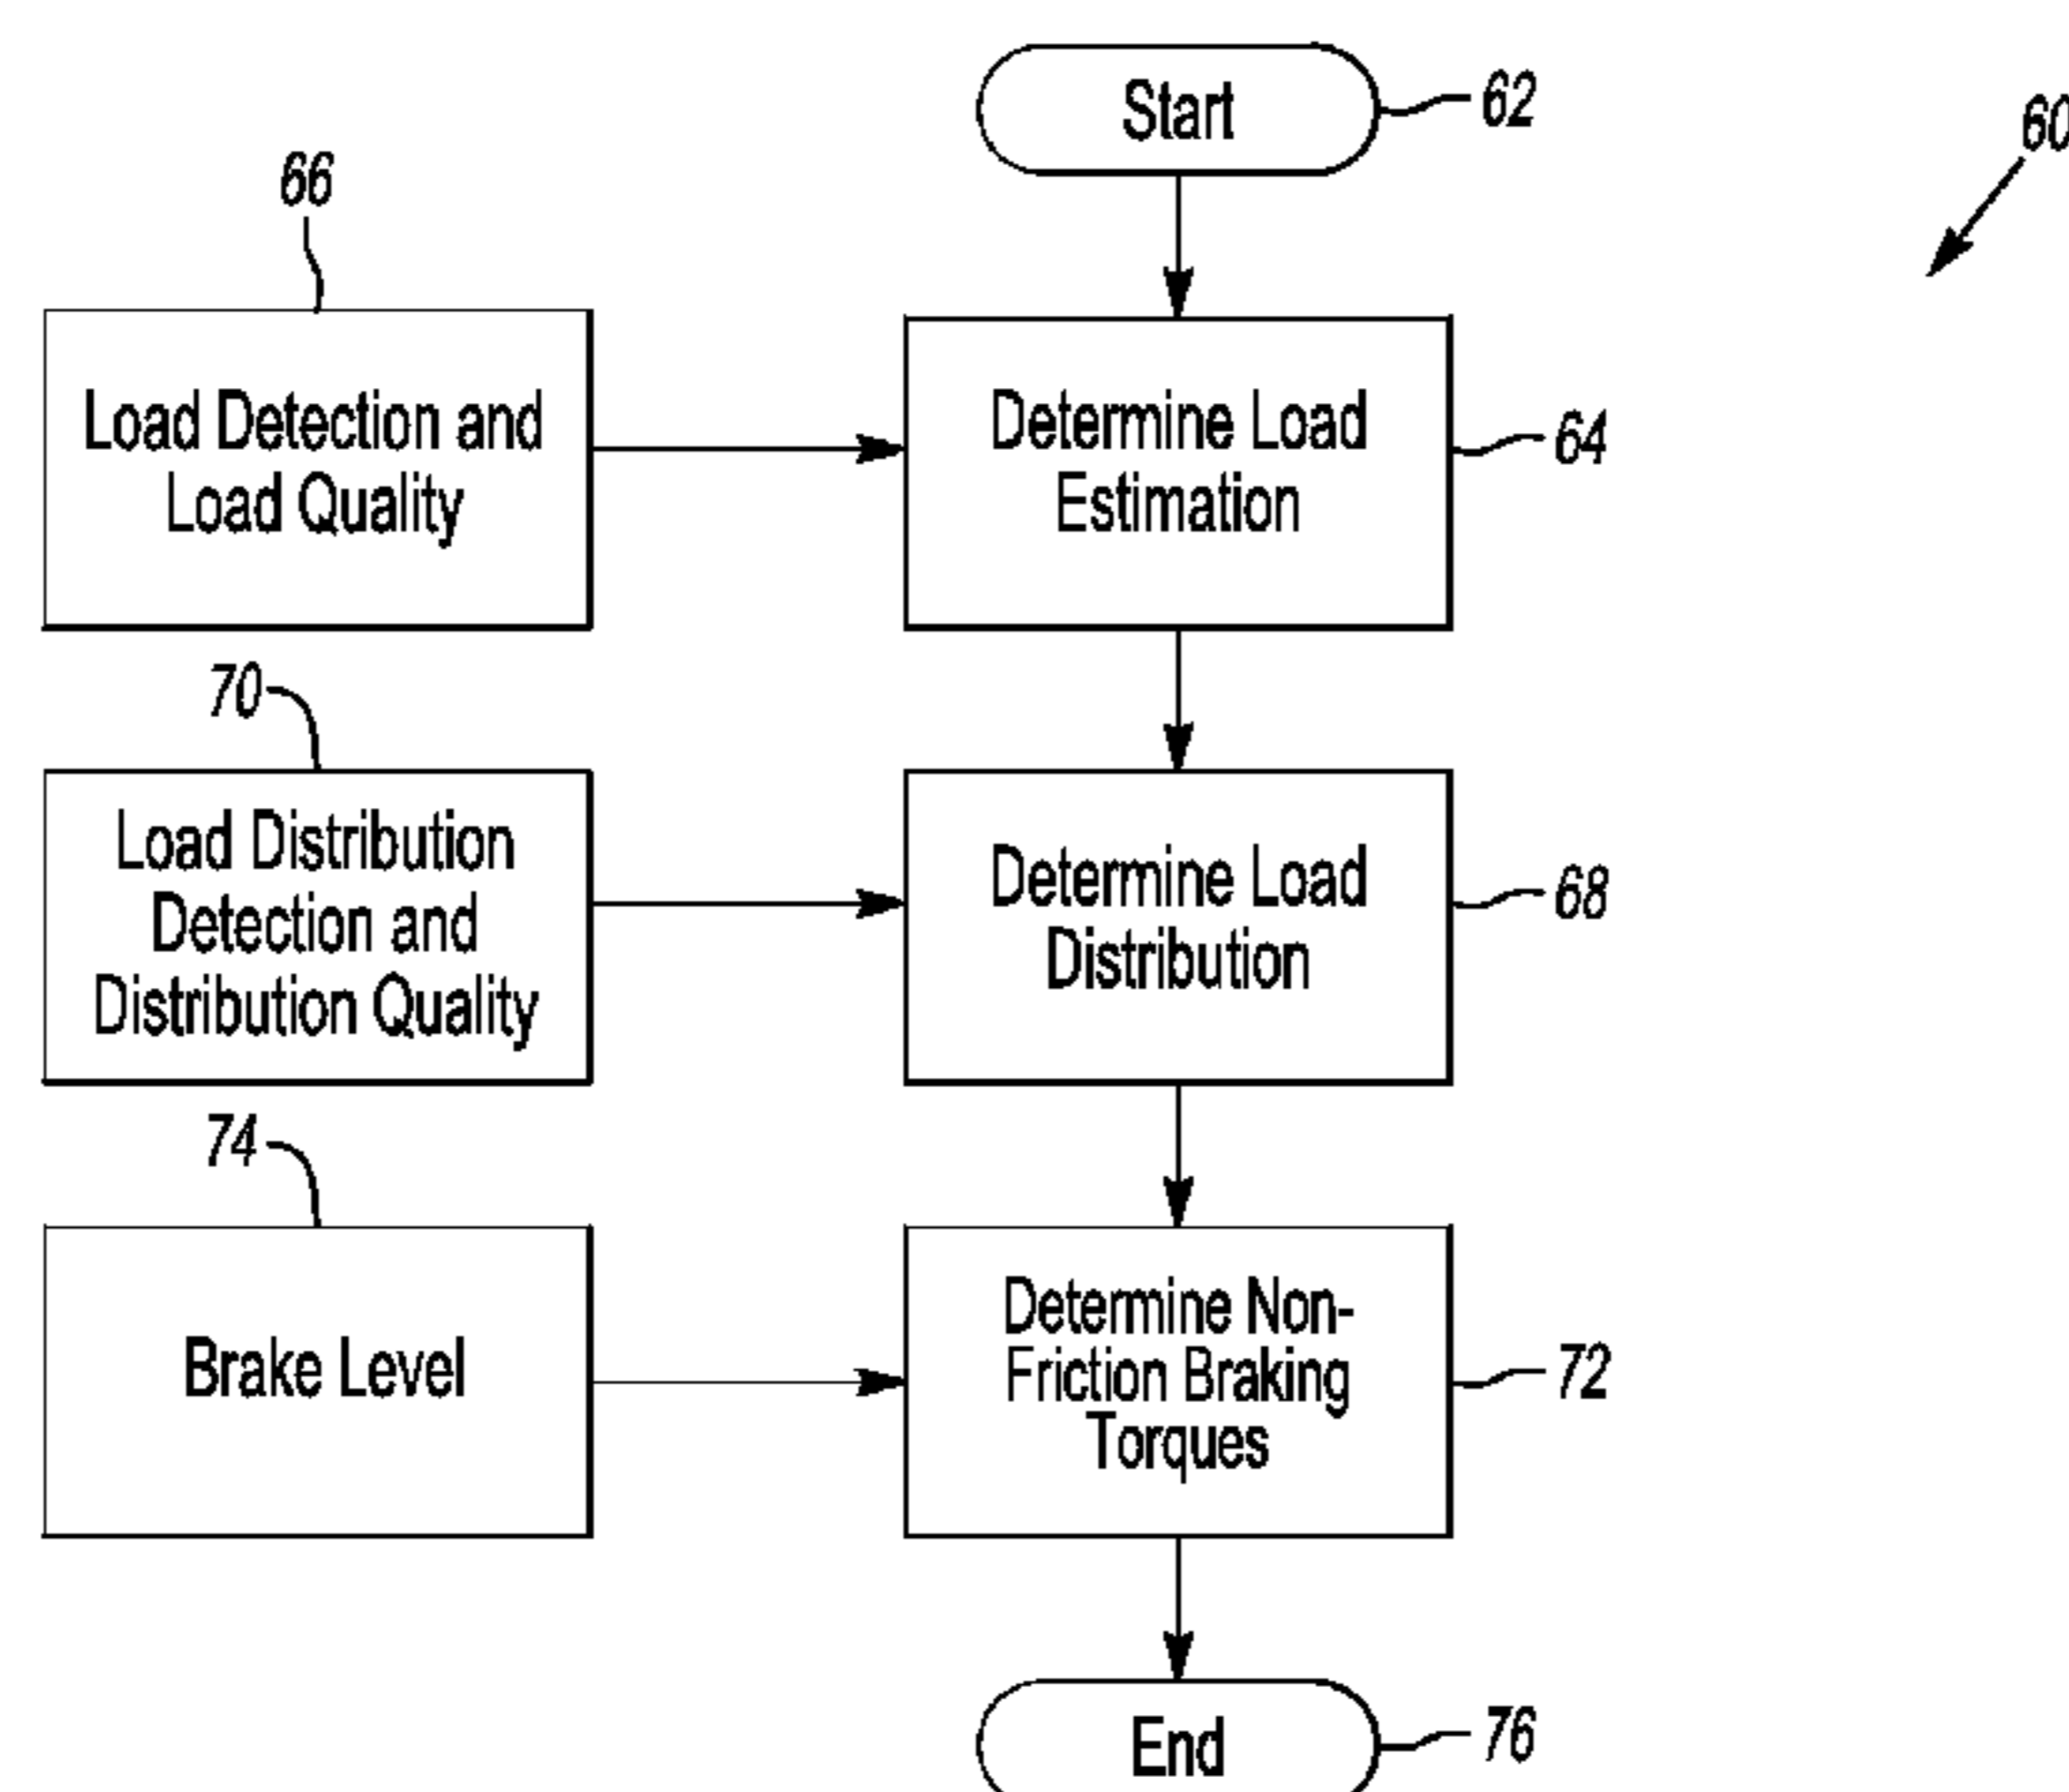 Start
62
60
66
Load Detection and
Load Quality
Determine Load
Estimation
64
70
Load Distribution
Detection and
Distribution Quality
Determine Load
Distribution
68
74
Brake Level
Determine Non-
Friction Braking
Torques
72
End
76